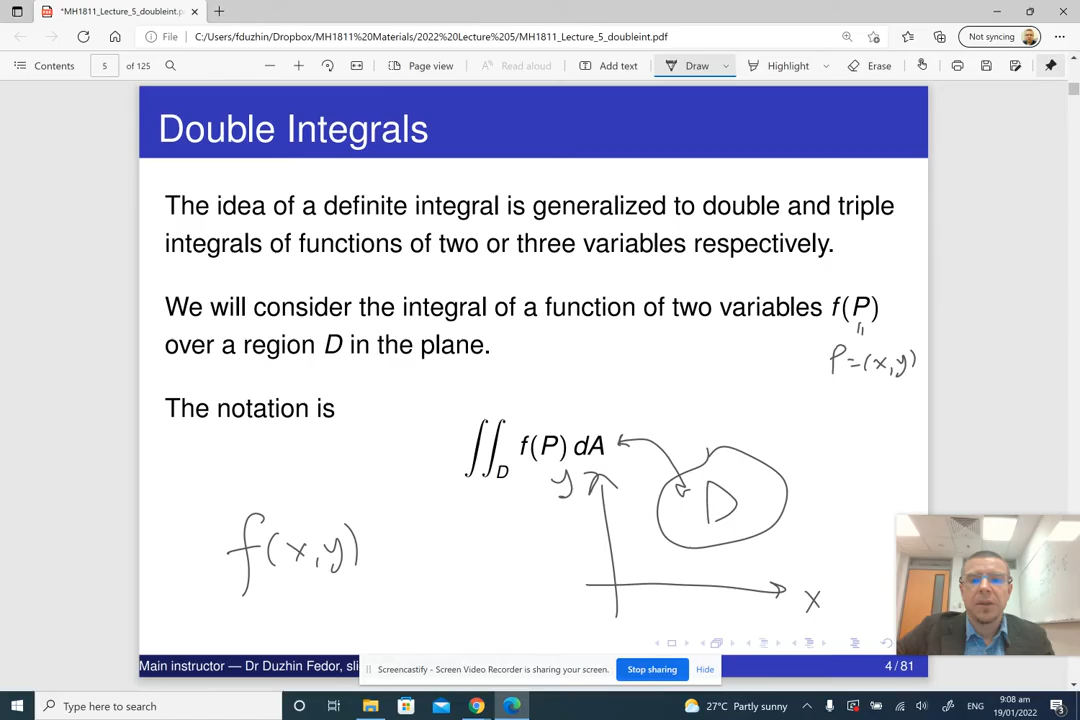 *MH1811_Lecture_5_doubleint.p
File
C:/Users/fduzhin/Dropbox/MH1811%20Materials/2022%20Lecture%205/MH1811_Lecture_5_doubleint.pdf
Not syncing
Contents
5
of 125
Page view
Read aloud
Add text
Draw
Highlight
Erase
Double Integrals
The idea of a definite integral is generalized to double and triple
integrals of functions of two or three variables respectively.
We will consider the integral of a function of two variables f(P)
over a region D in the plane.
P=(x,y)
The notation is
∬_D f(P) dA
y
D
f(x,y)
x
Main instructor — Dr Duzhin Fedor, sli
4/81
Screencastify - Screen Video Recorder is sharing your screen.
Stop sharing
Hide
Type here to search
27°C Partly sunny
ENG
9:08 am
19/01/2022
3